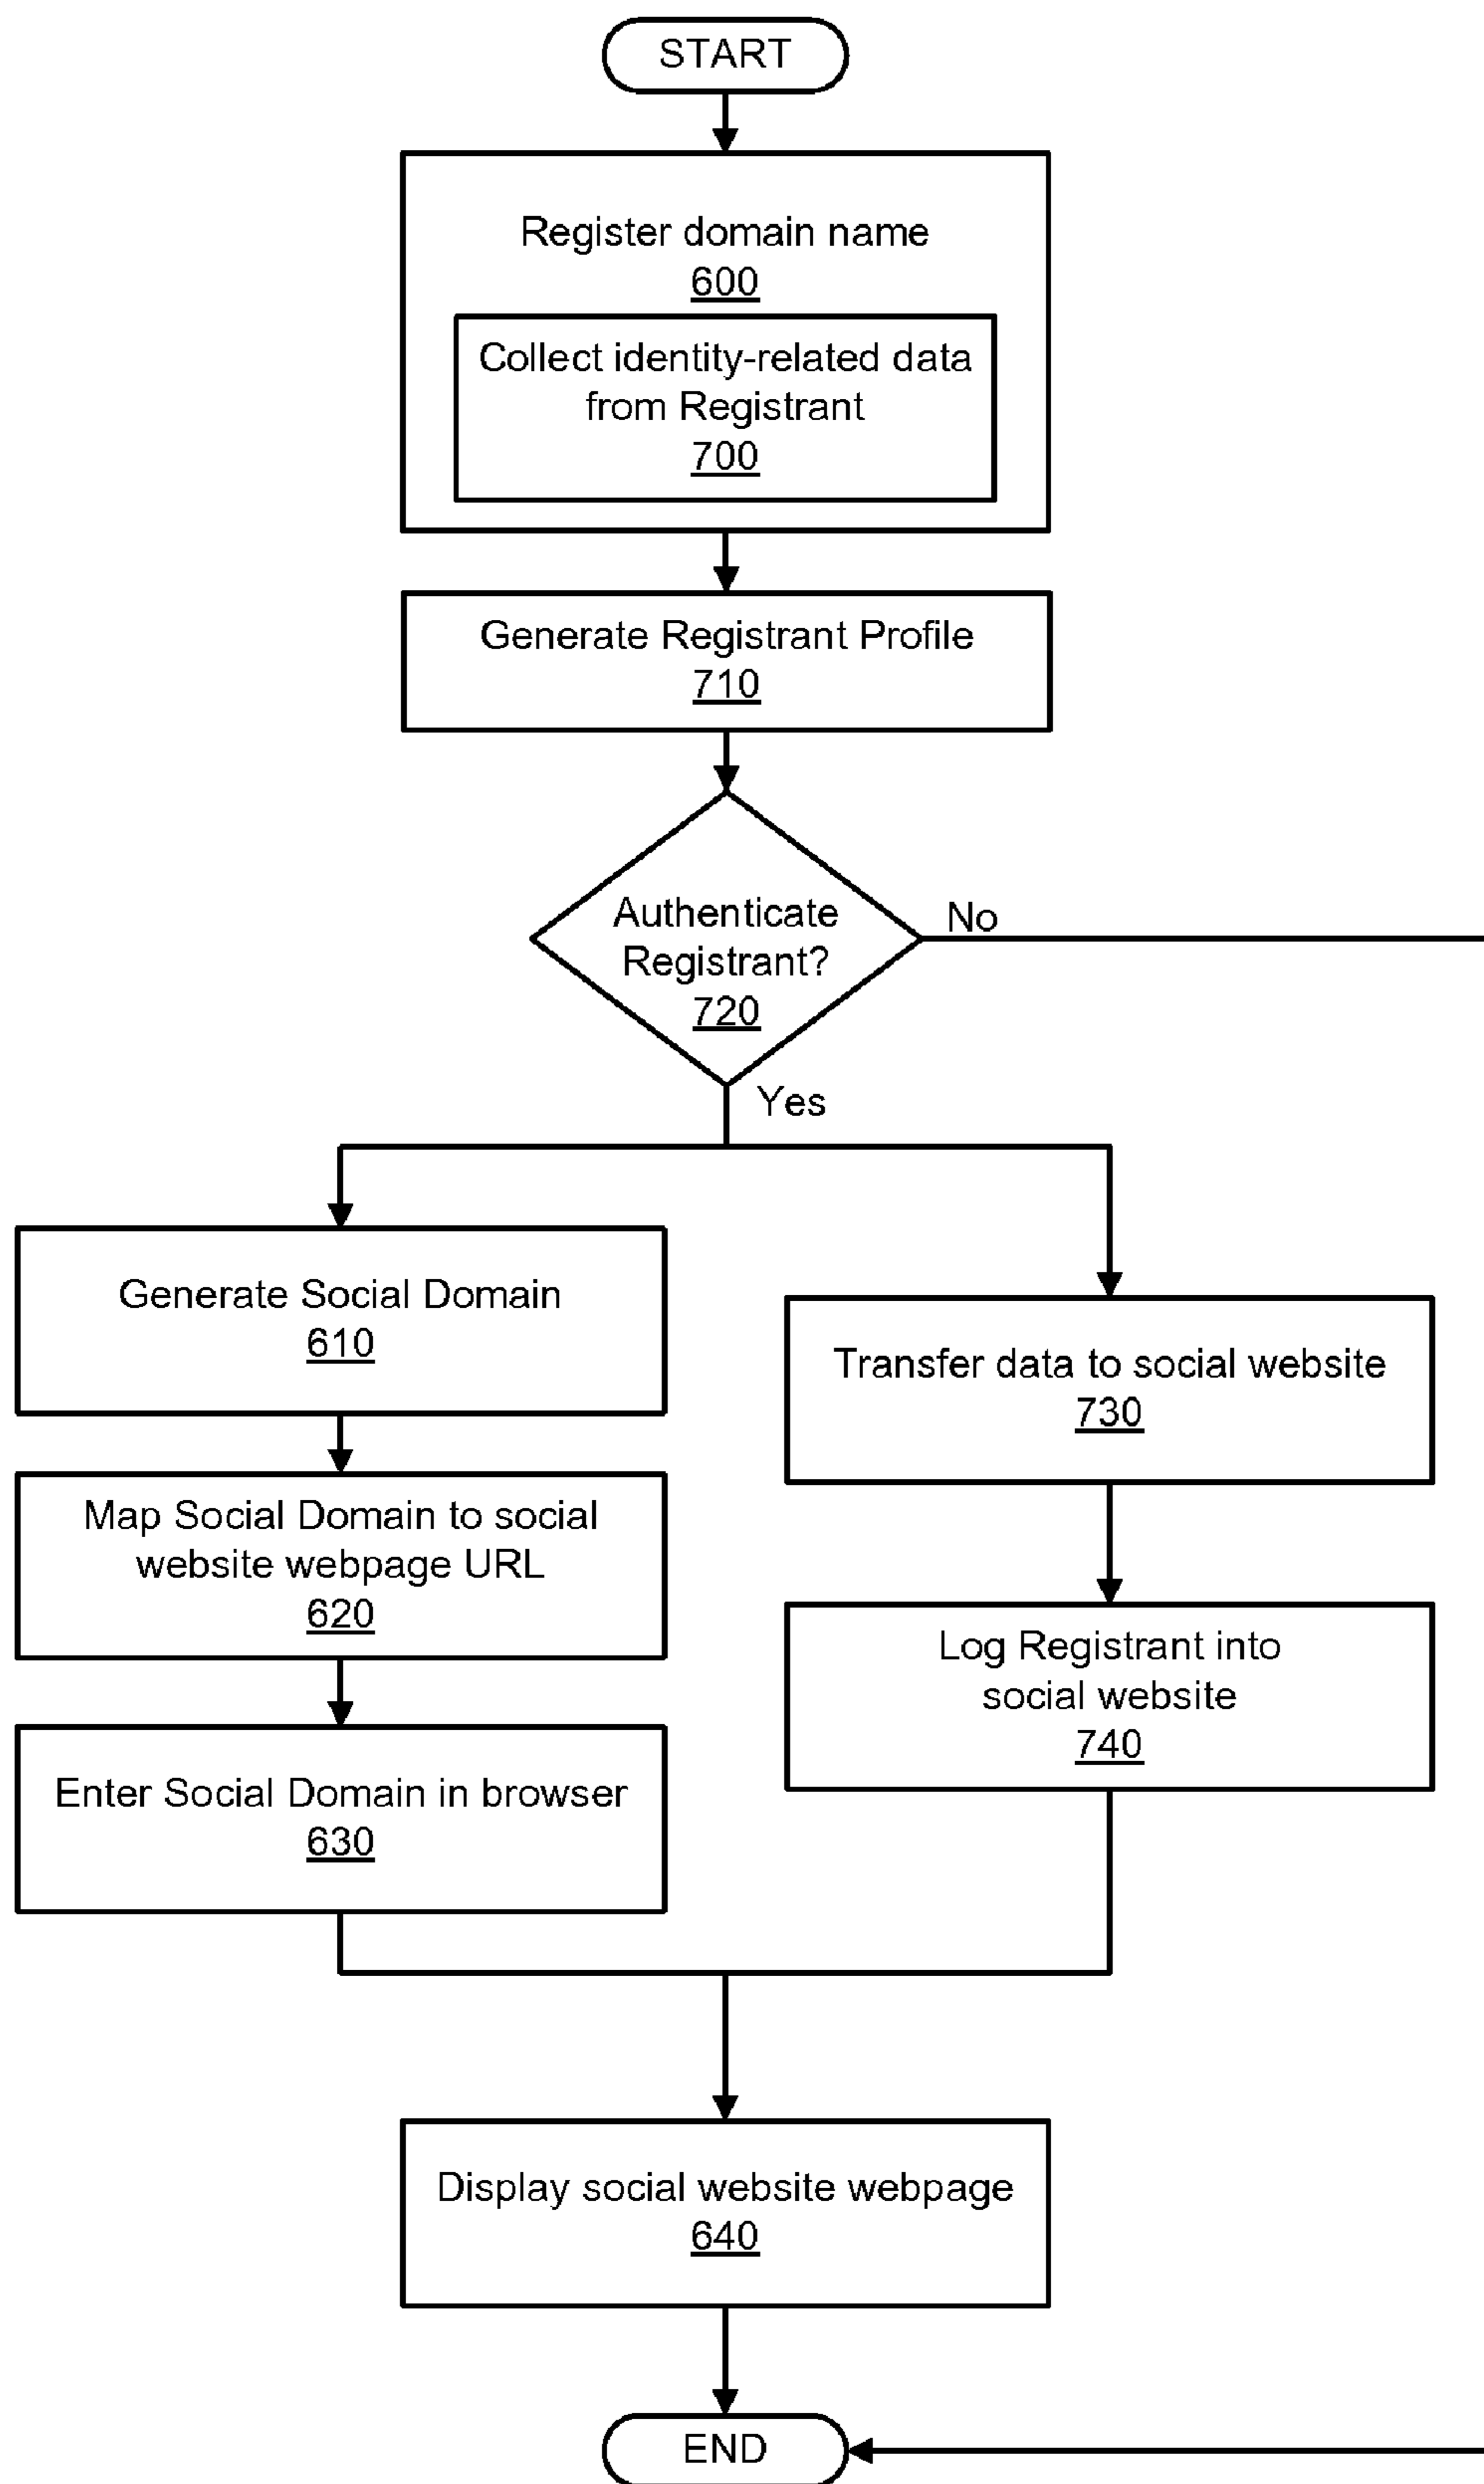 START
Register domain name
600
Collect identity-related data
from Registrant
700
Generate Registrant Profile
710
Authenticate
Registrant?
720
No
Yes
Generate Social Domain
610
Map Social Domain to social
website webpage URL
620
Enter Social Domain in browser
630
Transfer data to social website
730
Log Registrant into
social website
740
Display social website webpage
640
END